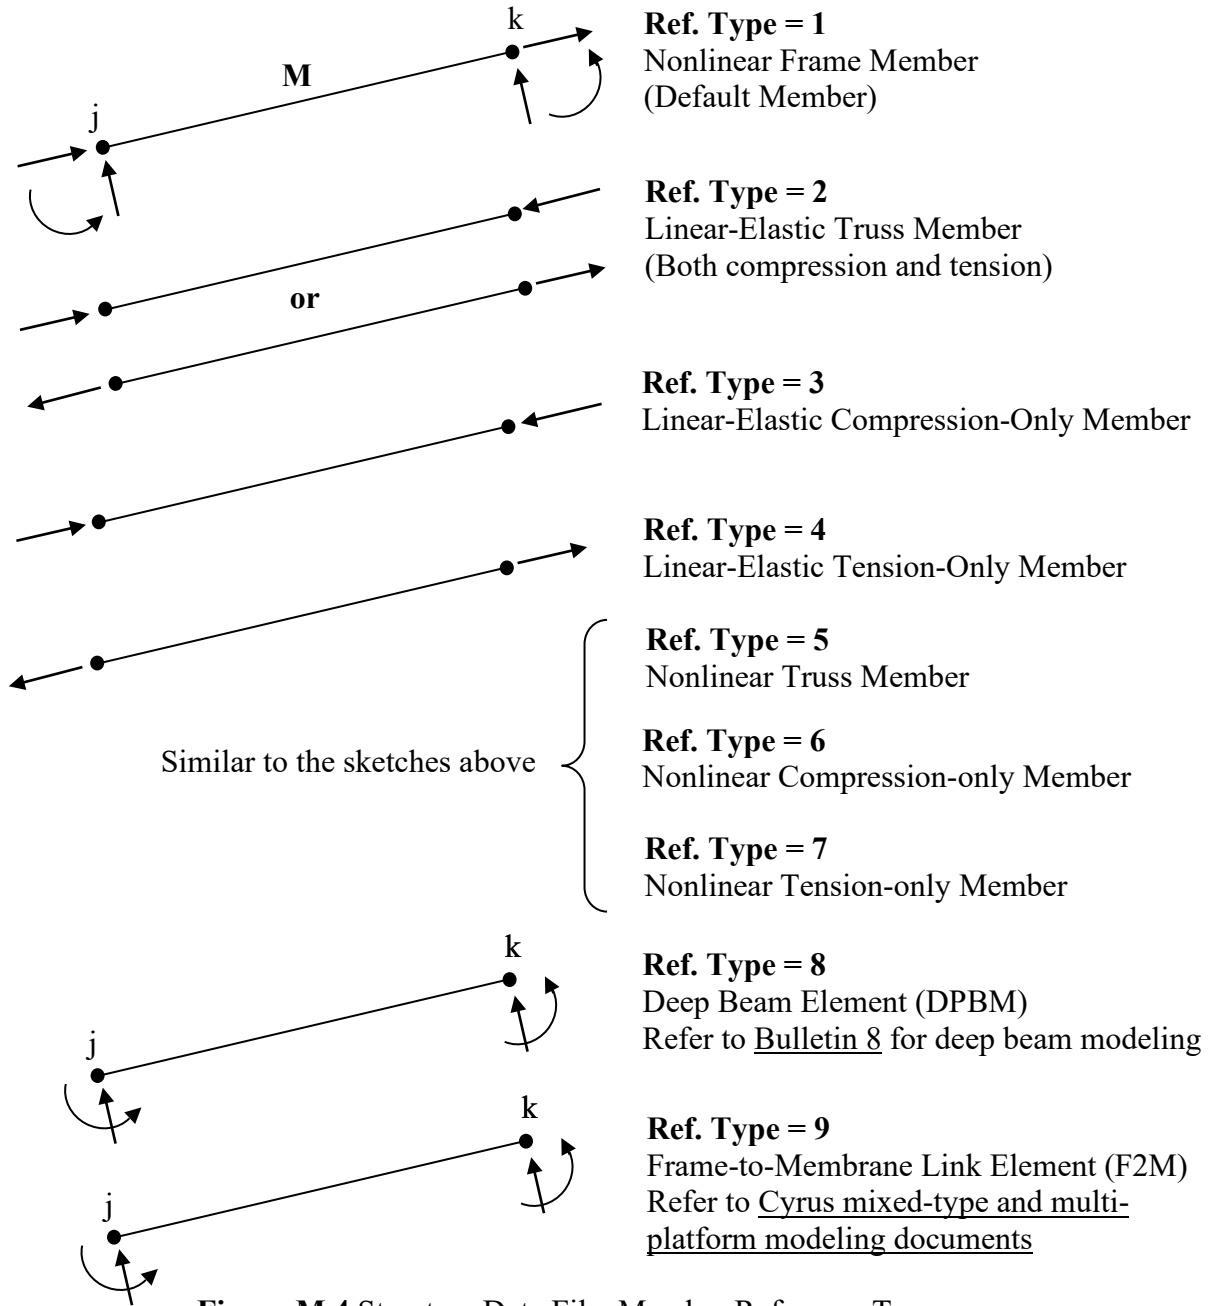 k
Ref. Type = 1
Nonlinear Frame Member
M
(Default Member)
j
Ref. Type = 2
Linear-Elastic Truss Member
(Both compression and tension)
or
Ref. Type = 3
Linear-Elastic Compression-Only Member
Ref. Type = 4
Linear-Elastic Tension-Only Member
Ref. Type = 5
Nonlinear Truss Member
Similar to the sketches above
Ref. Type = 6
Nonlinear Compression-only Member
Ref. Type = 7
Nonlinear Tension-only Member
k
Ref. Type = 8
Deep Beam Element (DPBM)
j
Refer to Bulletin 8 for deep beam modeling
k
Ref. Type = 9
Frame-to-Membrane Link Element (F2M)
j
Refer to Cyrus mixed-type and multi-
platform modeling documents
Figure M.4 Structure Data File: Member Reference Type